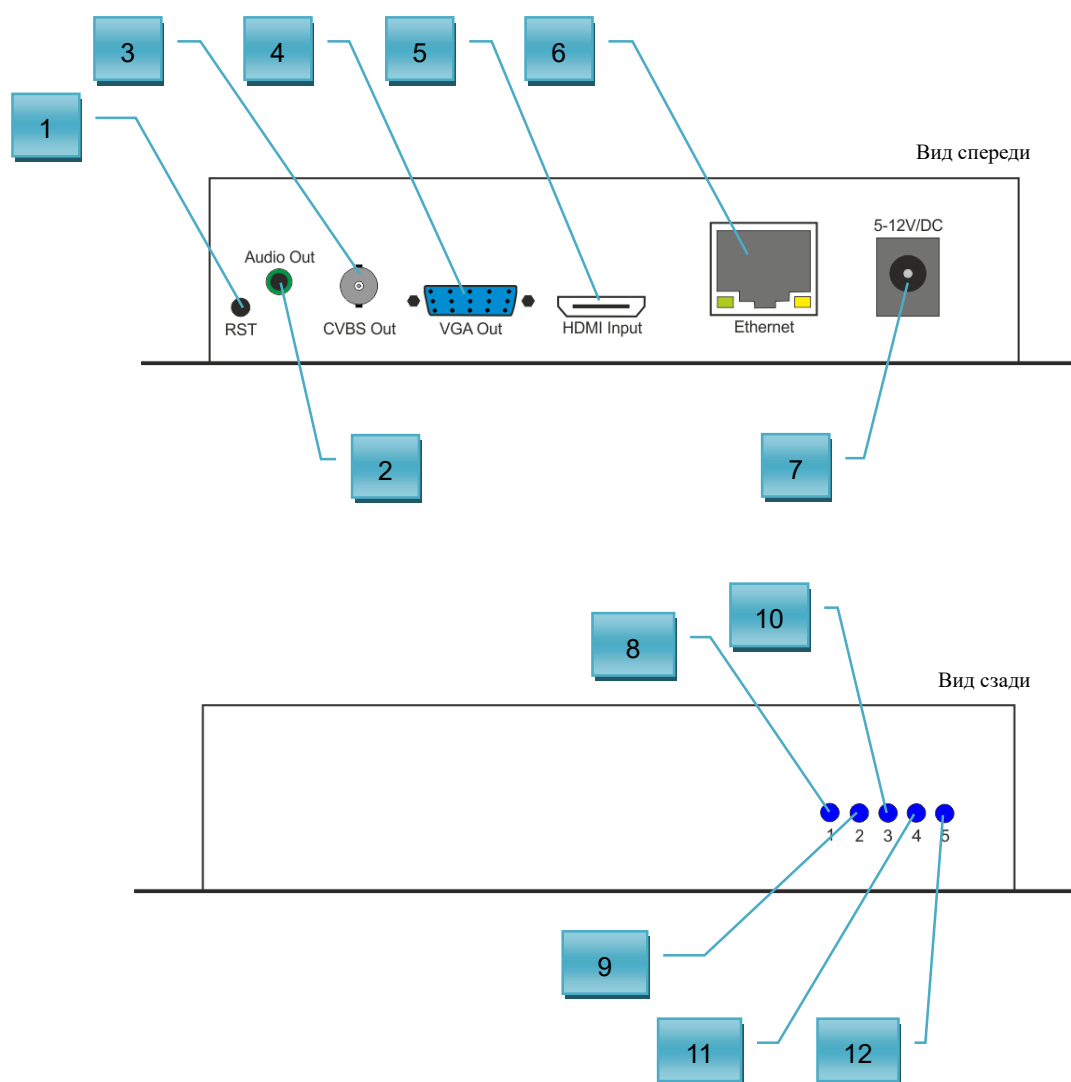 3 4 5 6
1
Вид спереди
5-12V/DC
Audio Out
RST CVBS Out VGA Out HDMI Input Ethernet
2 7
10
8
Вид сзади
1 2 3 4 5
9
11 12